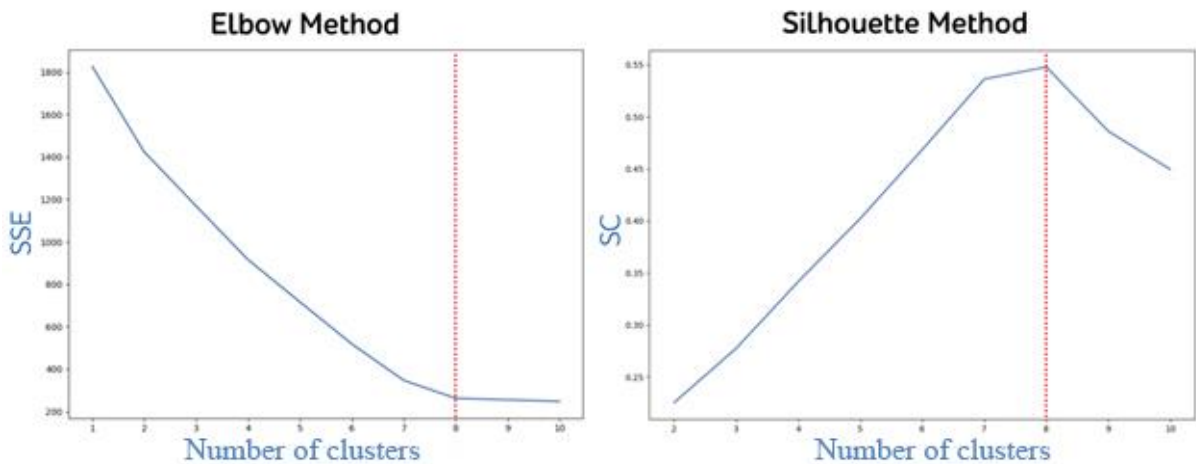 Elbow Method
1800
1600
1400
1200
1000
800
600
400
200
SSE
1 2 3 4 5 6 7 8 9 10
Number of clusters
Silhouette Method
0.55
0.50
0.45
0.40
0.35
0.30
0.25
SC
2 3 4 5 6 7 8 9 10
Number of clusters